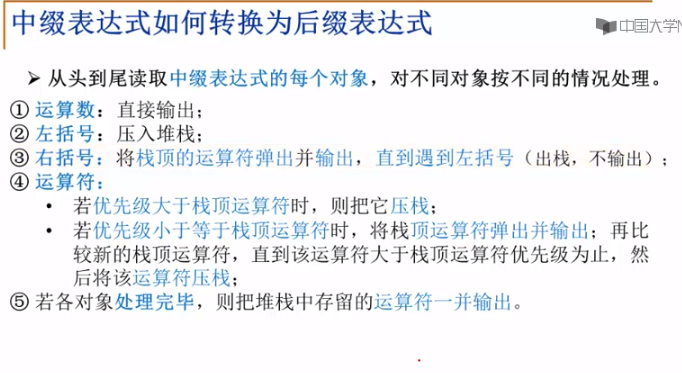 中缀表达式如何转换为后缀表达式
中国大学M
➢ 从头到尾读取中缀表达式的每个对象，对不同对象按不同的情况处理。
① 运算数：直接输出；
② 左括号：压入堆栈；
③ 右括号：将栈顶的运算符弹出并输出，直到遇到左括号（出栈，不输出）；
④ 运算符：
• 若优先级大于栈顶运算符时，则把它压栈；
• 若优先级小于等于栈顶运算符时，将栈顶运算符弹出并输出；再比
较新的栈顶运算符，直到该运算符大于栈顶运算符优先级为止，然
后将该运算符压栈；
⑤ 若各对象处理完毕，则把堆栈中存留的运算符一并输出。